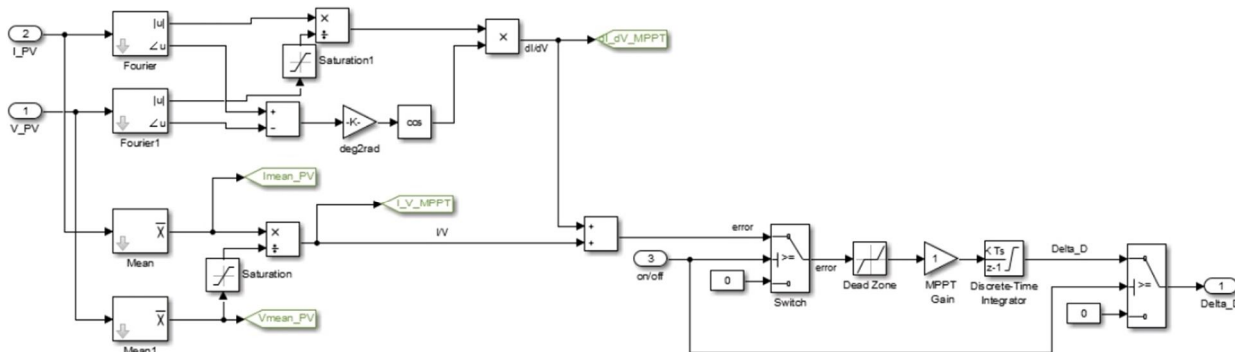 2
I_PV
|u|
∠u
Fourier
×
÷
Saturation1
×
dI/dV
dI_dV_MPPT
1
V_PV
|u|
∠u
Fourier1
+
−
-K-
deg2rad
cos
Imean_PV
I_V_MPPT
x
Mean
×
÷
I/V
Saturation
x
Mean1
Vmean_PV
+
+
error
3
on/off
0
>=
Switch
error
Dead Zone
1
MPPT
Gain
K Ts
z-1
Discrete-Time
Integrator
Delta_D
>=
0
1
Delta_D